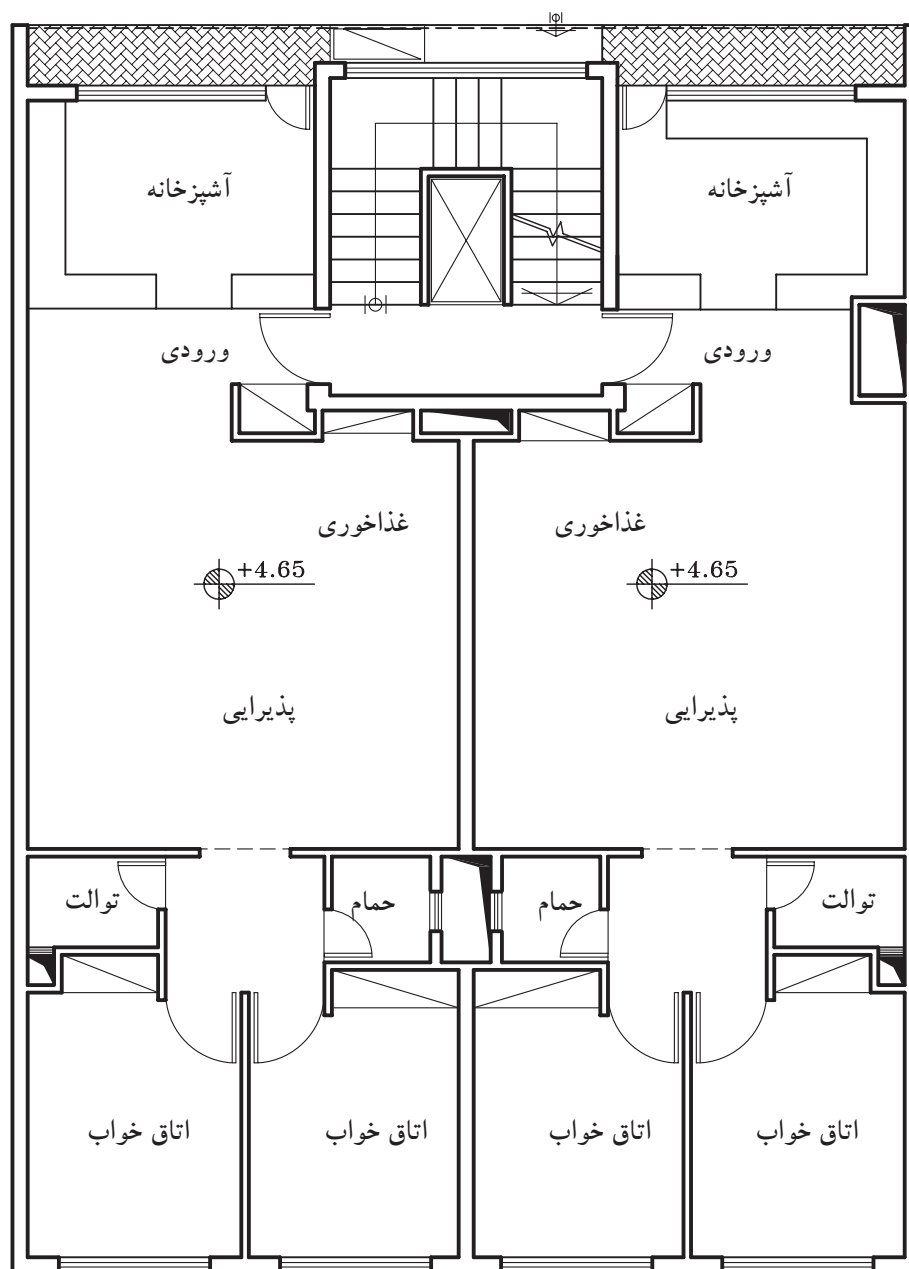 آشپزخانه
آشپزخانه
ورودی
ورودی
غذاخوری
غذاخوری
+4.65
+4.65
پذیرایی
پذیرایی
توالت
حمام
حمام
توالت
اتاق خواب
اتاق خواب
اتاق خواب
اتاق خواب